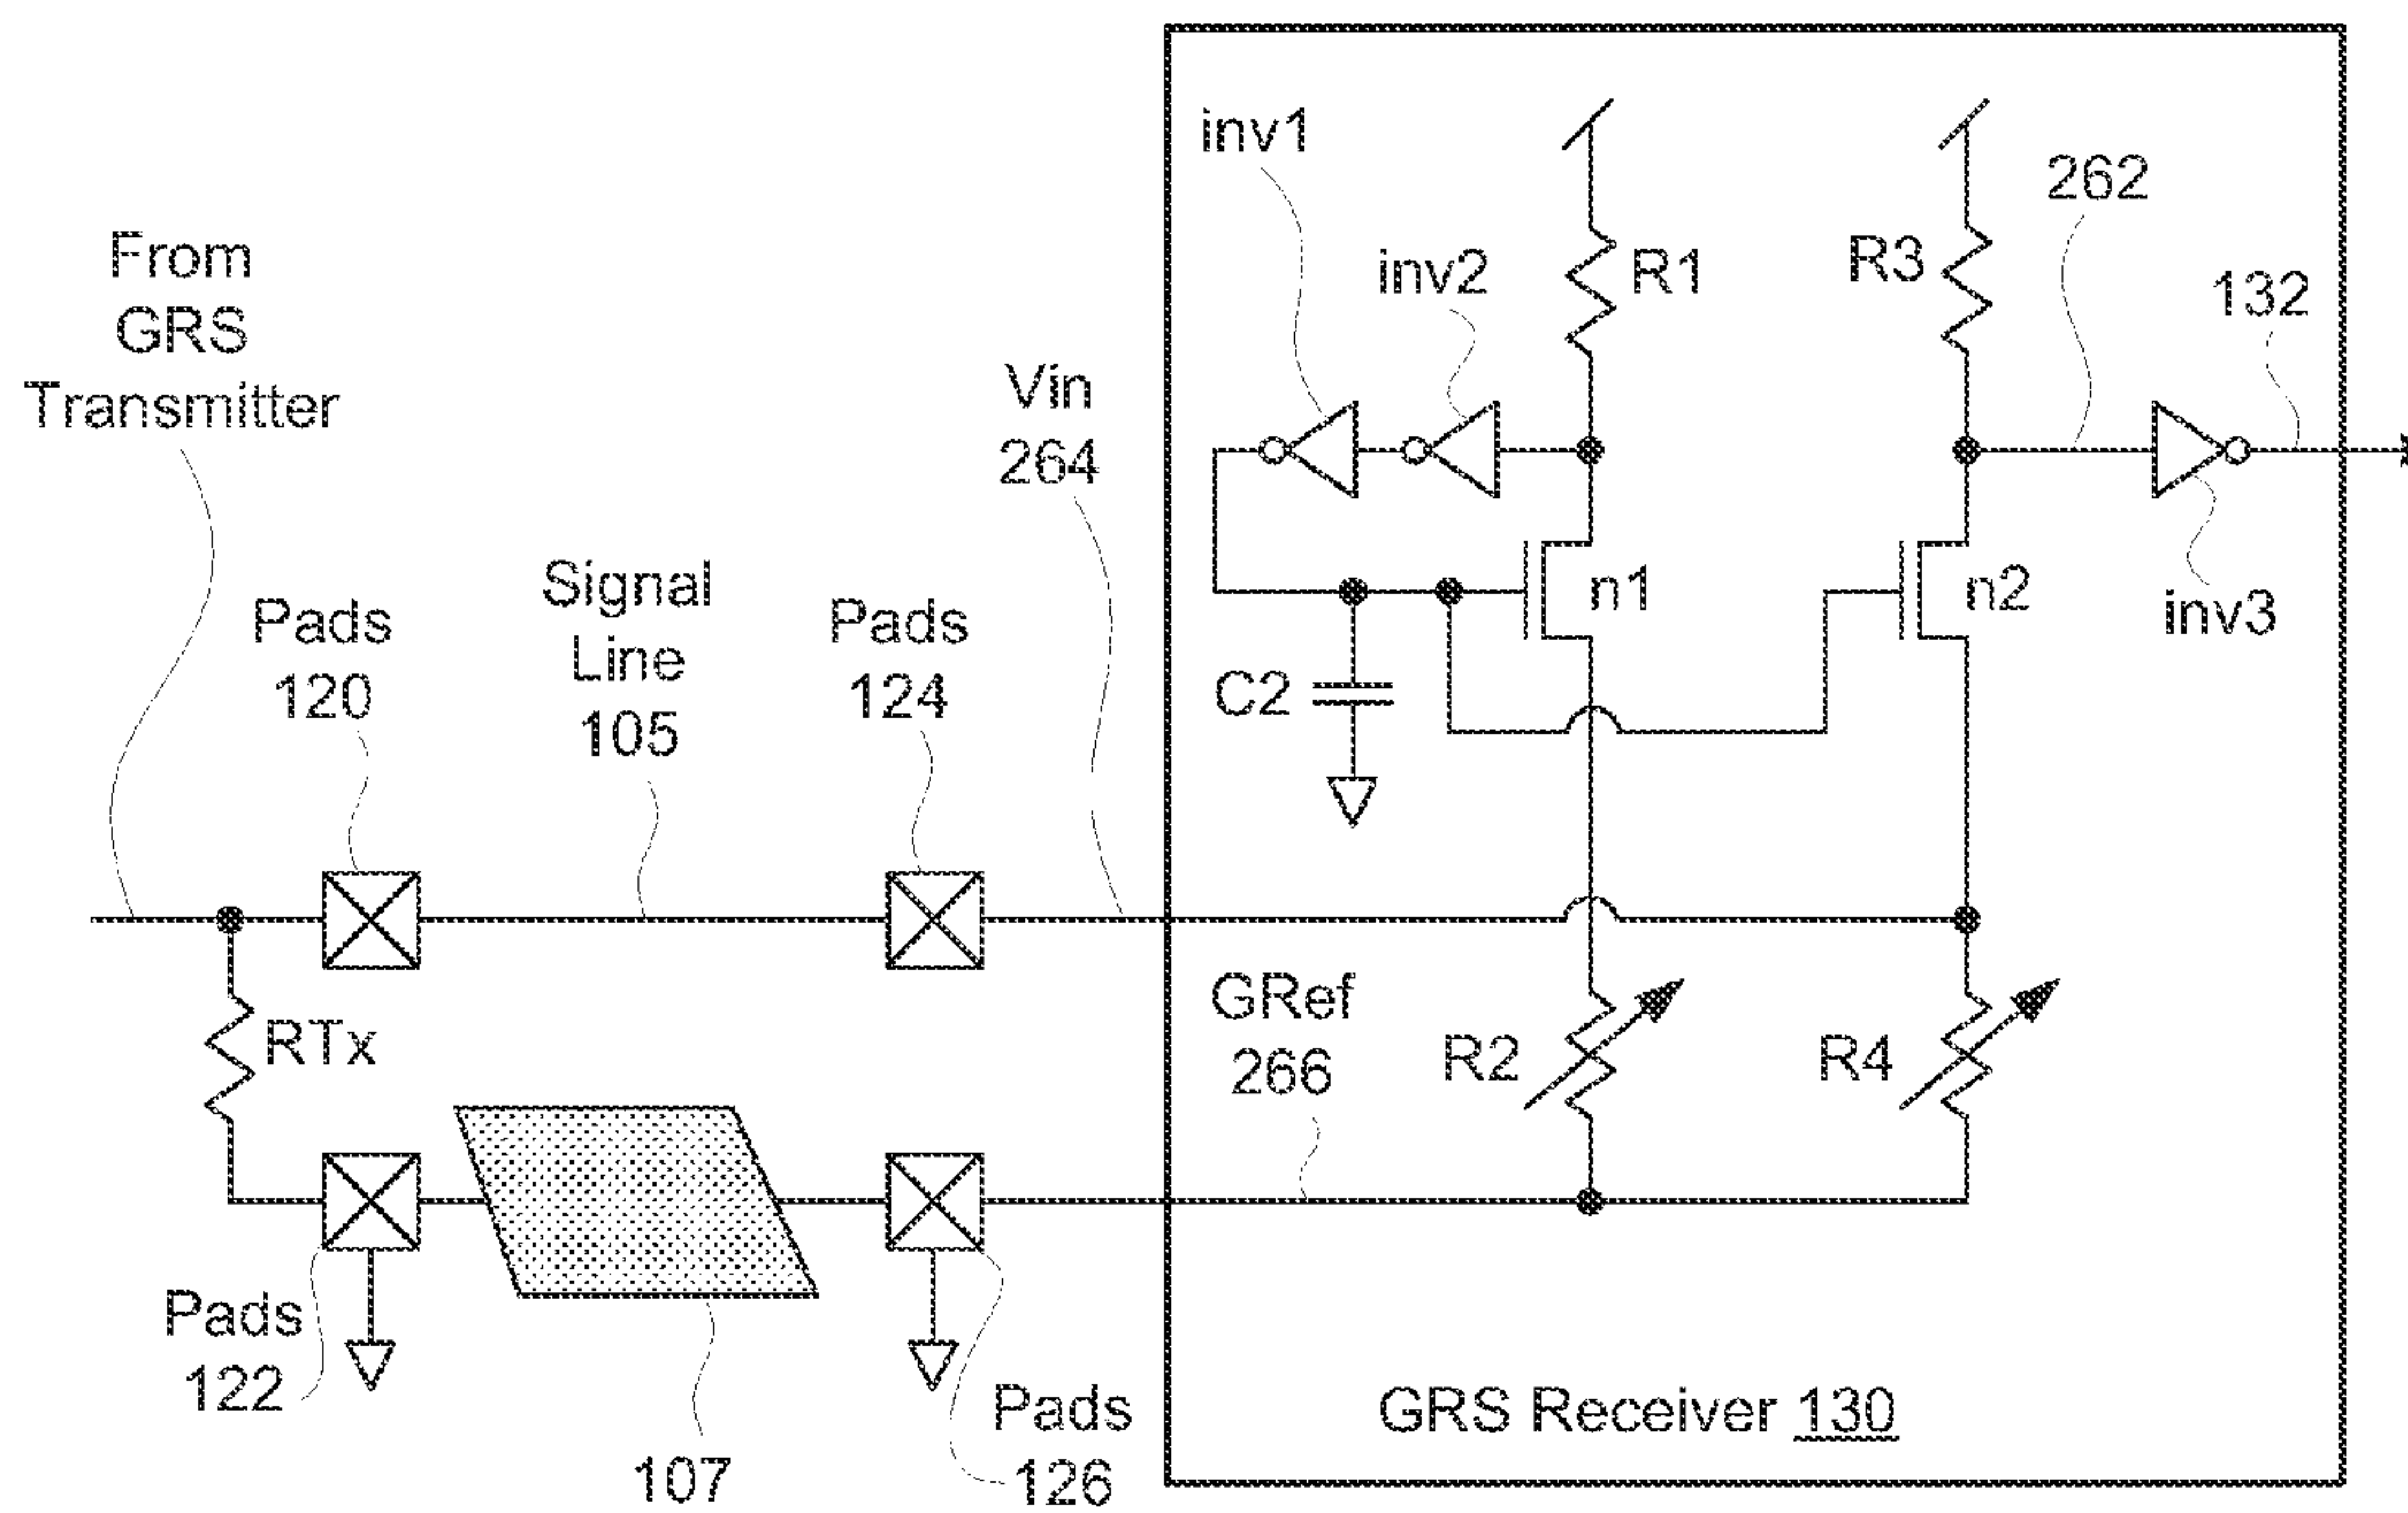 inv1
262
From
GRS
Transmitter
inv2
R1
R3
132
Vin
264
Signal
Line
105
Pads
120
Pads
124
n1
n2
inv3
C2
RTx
GRef
266
R2
R4
Pads
122
107
Pads
126
GRS Receiver 130